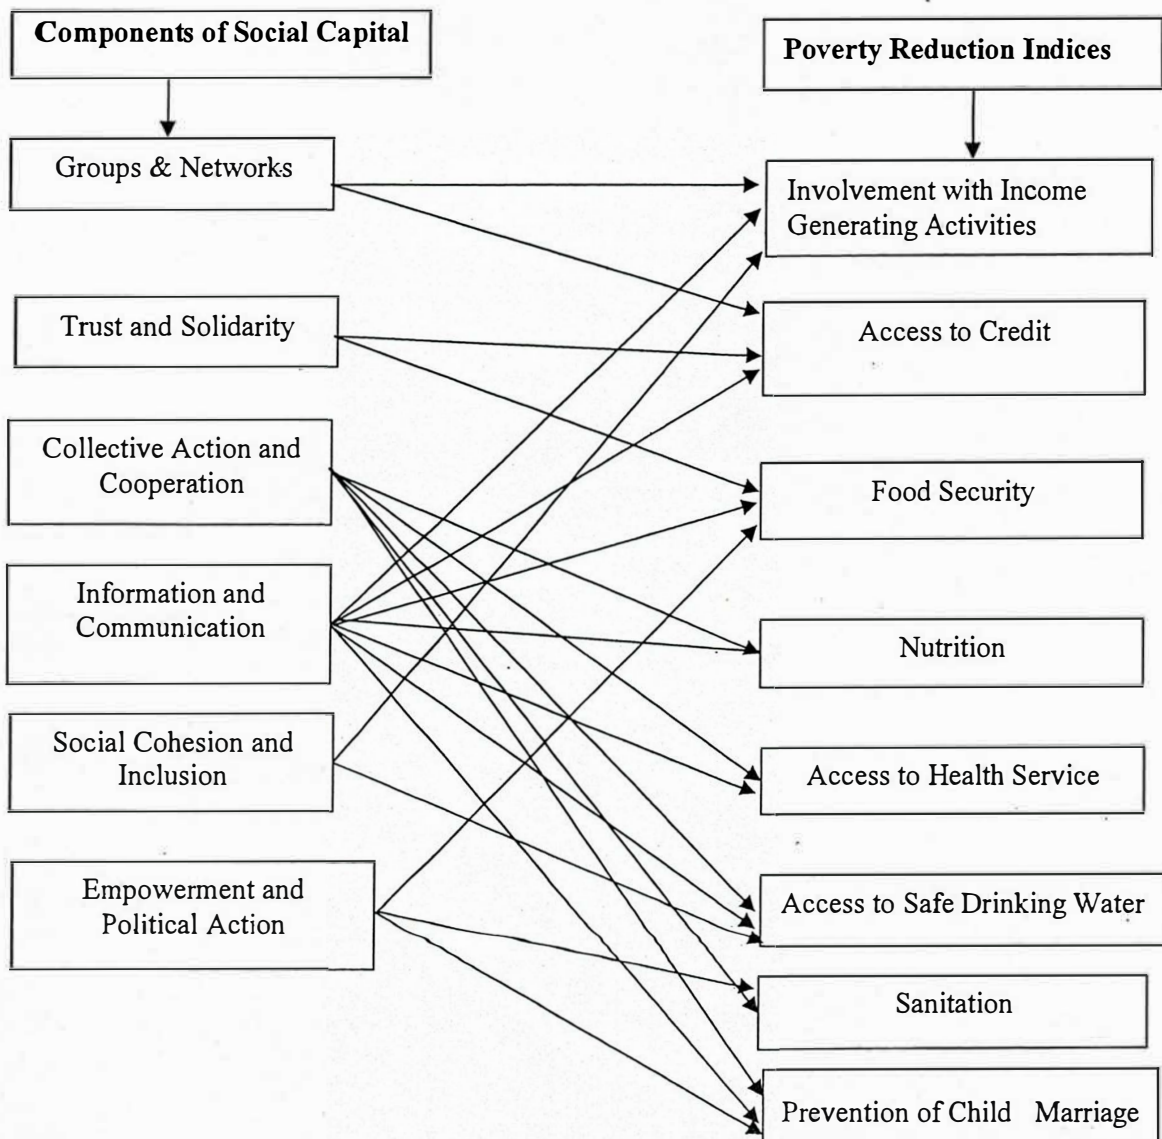 Components of Social Capital
Groups & Networks
Trust and Solidarity
Collective Action and
Cooperation
Information and
Communication
Social Cohesion and
Inclusion
Empowerment and
Political Action
Poverty Reduction Indices
Involvement with Income
Generating Activities
Access to Credit
Food Security
Nutrition
Access to Health Service
Access to Safe Drinking Water
Sanitation
Prevention of Child Marriage